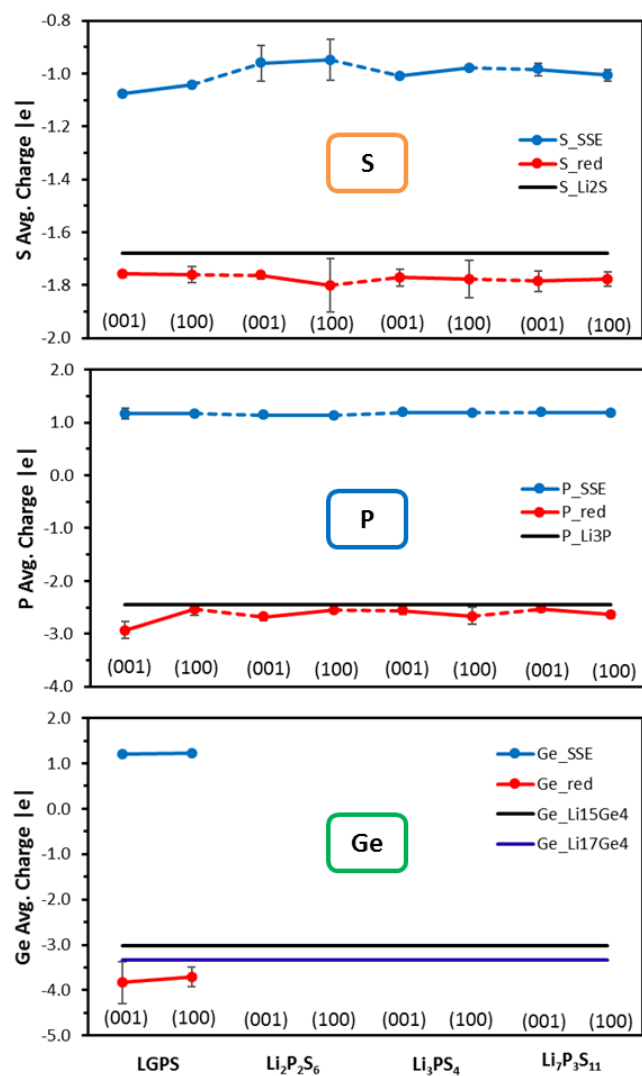 S Avg. Charge |e|
-0.8
-1.0
-1.2
-1.4
-1.6
-1.8
-2.0
S
S_SSE
S_red
S_Li2S
(001) (100) (001) (100) (001) (100) (001) (100)
P Avg. Charge |e|
2.0
1.0
0.0
-1.0
-2.0
-3.0
-4.0
P
P_SSE
P_red
P_Li3P
(001) (100) (001) (100) (001) (100) (001) (100)
Ge Avg. Charge |e|
2.0
1.0
0.0
-1.0
-2.0
-3.0
-4.0
-5.0
Ge
Ge_SSE
Ge_red
Ge_Li15Ge4
Ge_Li17Ge4
(001) (100) (001) (100) (001) (100) (001) (100)
LGPS Li₂P₂S₆ Li₃PS₄ Li₇P₃S₁₁